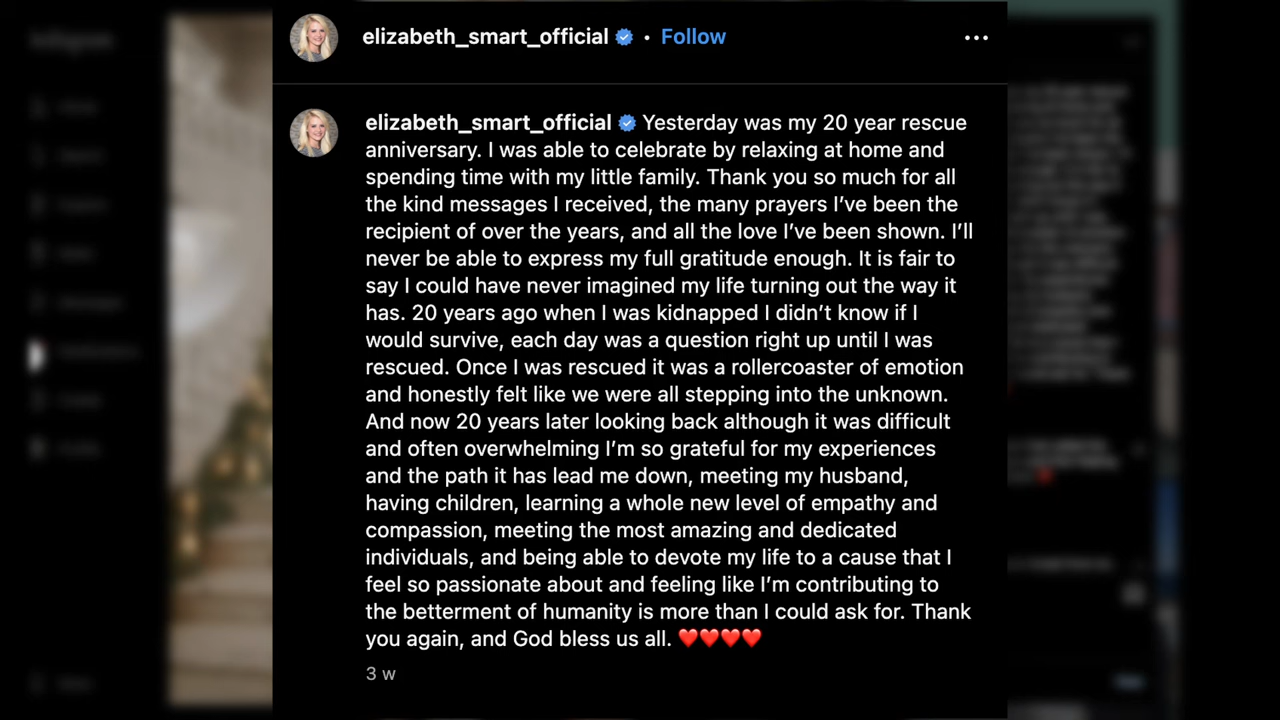 elizabeth_smart_official • Follow
elizabeth_smart_official Yesterday was my 20 year rescue
anniversary. I was able to celebrate by relaxing at home and
spending time with my little family. Thank you so much for all
the kind messages I received, the many prayers I’ve been the
recipient of over the years, and all the love I’ve been shown. I’ll
never be able to express my full gratitude enough. It is fair to
say I could have never imagined my life turning out the way it
has. 20 years ago when I was kidnapped I didn’t know if I
would survive, each day was a question right up until I was
rescued. Once I was rescued it was a rollercoaster of emotion
and honestly felt like we were all stepping into the unknown.
And now 20 years later looking back although it was difficult
and often overwhelming I’m so grateful for my experiences
and the path it has lead me down, meeting my husband,
having children, learning a whole new level of empathy and
compassion, meeting the most amazing and dedicated
individuals, and being able to devote my life to a cause that I
feel so passionate about and feeling like I’m contributing to
the betterment of humanity is more than I could ask for. Thank
you again, and God bless us all. ❤️❤️❤️❤️
3 w